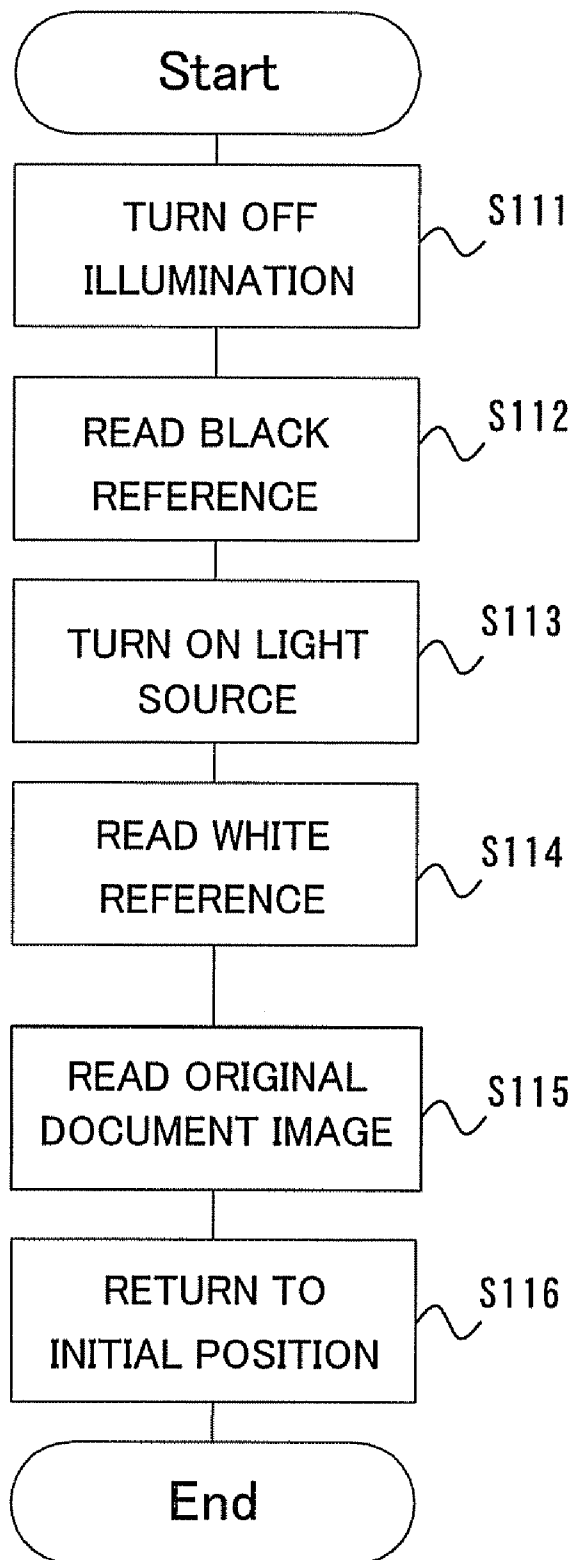 Start
TURN OFF
ILLUMINATION
S111
READ BLACK
REFERENCE
S112
TURN ON LIGHT
SOURCE
S113
READ WHITE
REFERENCE
S114
READ ORIGINAL
DOCUMENT IMAGE
S115
RETURN TO
INITIAL POSITION
S116
End